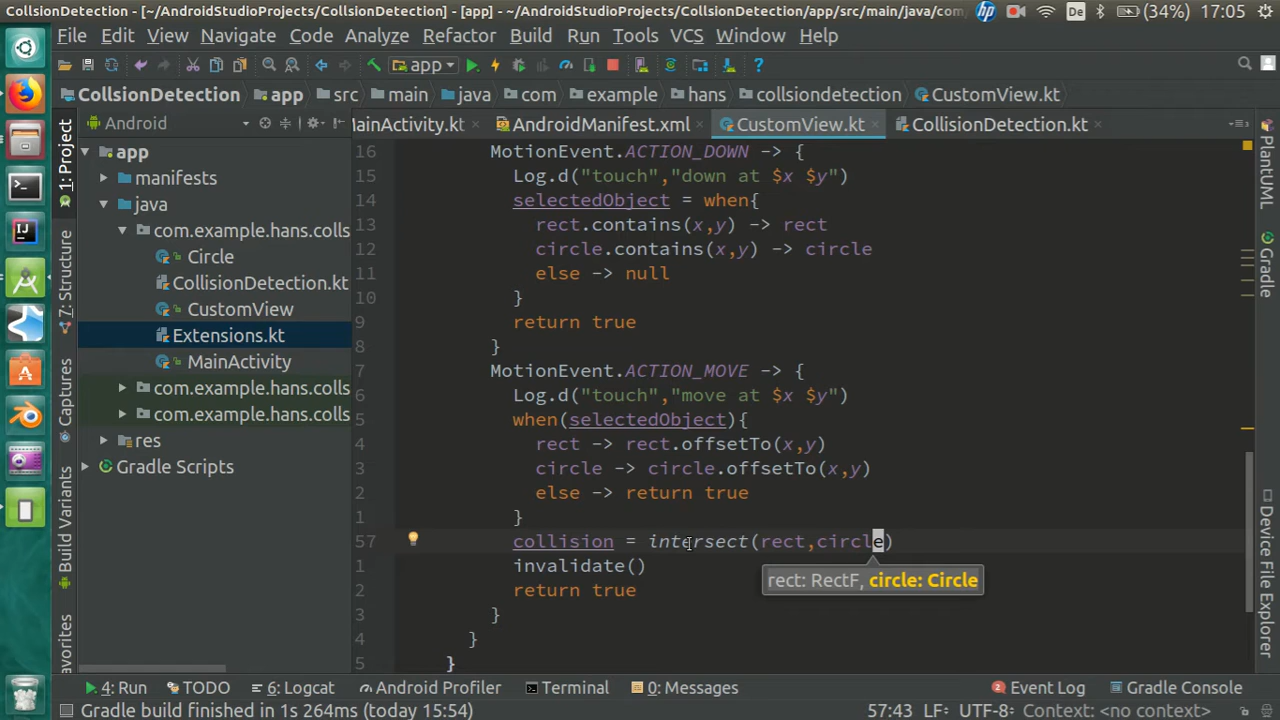 CollsionDetection - [~/AndroidStudioProjects/CollsionDetection] - [app] - ~/AndroidStudioProjects/CollsionDetection/app/src/main/java/com/
hp De (34%) 17:05
File Edit View Navigate Code Analyze Refactor Build Run Tools VCS Window Help
app
CollsionDetection app src main java com example hans collsiondetection CustomView.kt
Android
MainActivity.kt AndroidManifest.xml CustomView.kt CollisionDetection.kt
1: Project
7: Structure
Captures
Build Variants
Favorites
app
manifests
java
com.example.hans.colls
Circle
CollisionDetection.kt
CustomView
Extensions.kt
MainActivity
com.example.hans.colls
com.example.hans.colls
res
Gradle Scripts
16 MotionEvent.ACTION_DOWN -> {
15 Log.d("touch","down at $x $y")
14 selectedObject = when{
13 rect.contains(x,y) -> rect
12 circle.contains(x,y) -> circle
11 else -> null
10 }
9 return true
8 }
7 MotionEvent.ACTION_MOVE -> {
6 Log.d("touch","move at $x $y")
5 when(selectedObject){
4 rect -> rect.offsetTo(x,y)
3 circle -> circle.offsetTo(x,y)
2 else -> return true
1 }
57 collision = intersect(rect,circle)
1 invalidate()
rect: RectF, circle: Circle
2 return true
3 }
4 }
5 }
PlantUML
Gradle
Device File Explorer
4: Run TODO 6: Logcat Android Profiler Terminal 0: Messages 2 Event Log Gradle Console
Gradle build finished in 1s 264ms (today 15:54) 57:43 LF÷ UTF-8÷ Context: <no context>